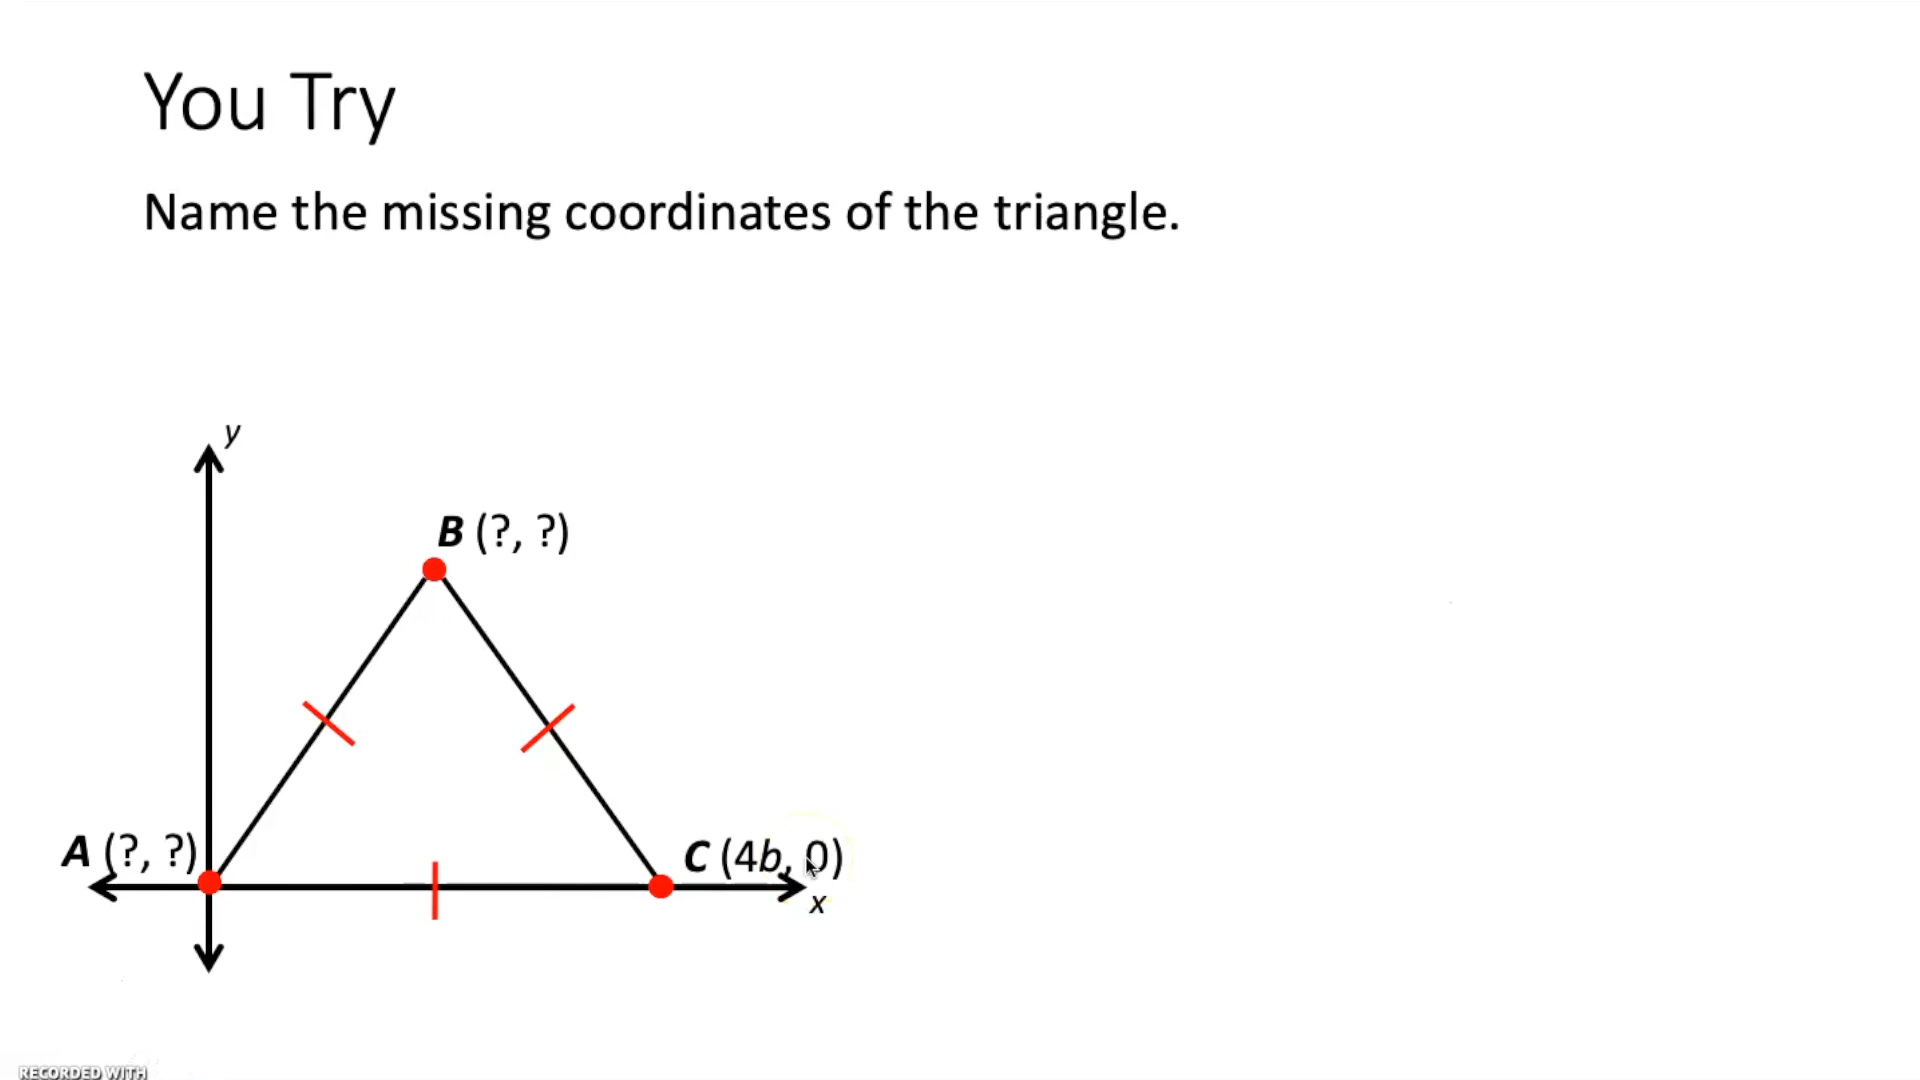 You Try
Name the missing coordinates of the triangle.
y
B (?, ?)
A (?, ?)
C (4b, 0)
x
RECORDED WITH